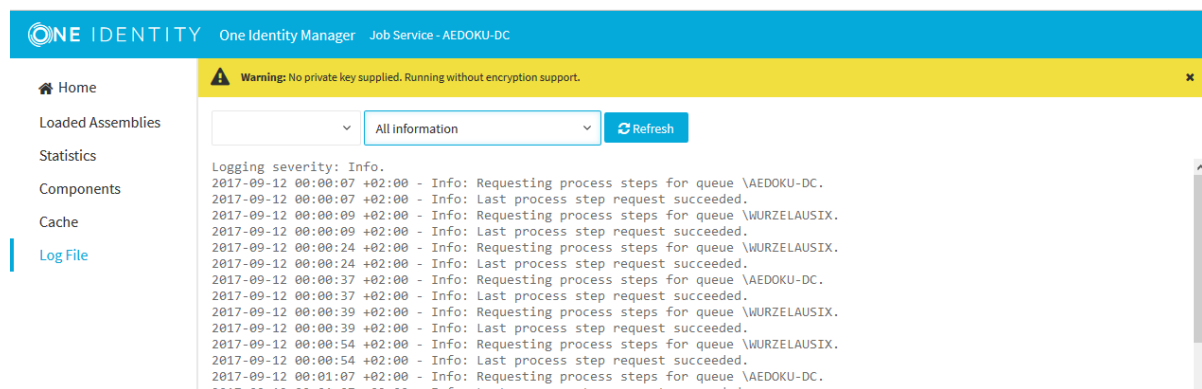 ONE IDENTITY One Identity Manager Job Service - AEDOKU-DC
Home
Loaded Assemblies
Statistics
Components
Cache
Log File
Warning: No private key supplied. Running without encryption support.
All information
Refresh
Logging severity: Info.
2017-09-12 00:00:07 +02:00 - Info: Requesting process steps for queue \AEDOKU-DC.
2017-09-12 00:00:07 +02:00 - Info: Last process step request succeeded.
2017-09-12 00:00:09 +02:00 - Info: Requesting process steps for queue \WURZELAUSIX.
2017-09-12 00:00:09 +02:00 - Info: Last process step request succeeded.
2017-09-12 00:00:24 +02:00 - Info: Requesting process steps for queue \WURZELAUSIX.
2017-09-12 00:00:24 +02:00 - Info: Last process step request succeeded.
2017-09-12 00:00:37 +02:00 - Info: Requesting process steps for queue \AEDOKU-DC.
2017-09-12 00:00:37 +02:00 - Info: Last process step request succeeded.
2017-09-12 00:00:39 +02:00 - Info: Requesting process steps for queue \WURZELAUSIX.
2017-09-12 00:00:39 +02:00 - Info: Last process step request succeeded.
2017-09-12 00:00:54 +02:00 - Info: Requesting process steps for queue \WURZELAUSIX.
2017-09-12 00:00:54 +02:00 - Info: Last process step request succeeded.
2017-09-12 00:01:07 +02:00 - Info: Requesting process steps for queue \AEDOKU-DC.